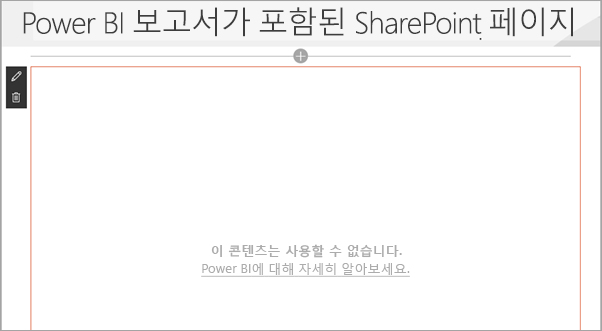 Power BI 보고서가 포함된 SharePoint 페이지
이 콘텐츠는 사용할 수 없습니다.
Power BI에 대해 자세히 알아보세요.